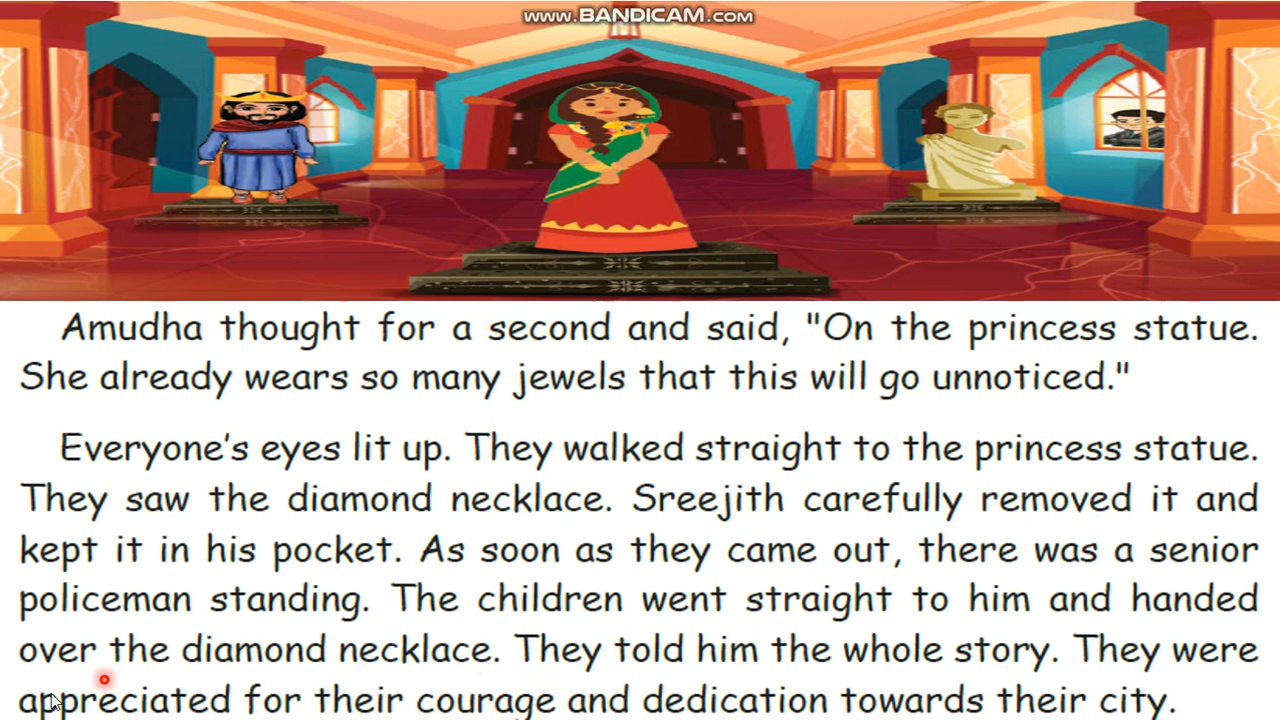 www.BANDICAM.com
Amudha thought for a second and said, "On the princess statue.
She already wears so many jewels that this will go unnoticed."
Everyone’s eyes lit up. They walked straight to the princess statue.
They saw the diamond necklace. Sreejith carefully removed it and
kept it in his pocket. As soon as they came out, there was a senior
policeman standing. The children went straight to him and handed
over the diamond necklace. They told him the whole story. They were
appreciated for their courage and dedication towards their city.